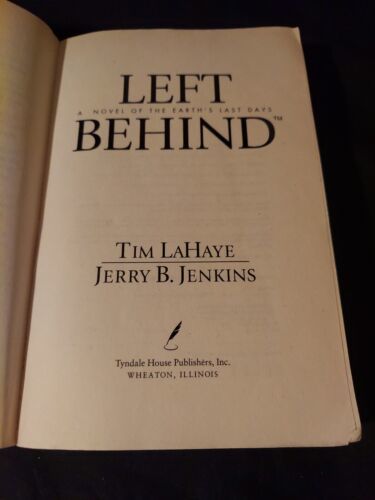 LEFT
A NOVEL OF THE EARTH'S LAST DAYS
BEHIND™
TIM LAHAYE
JERRY B. JENKINS
Tyndale House Publishers, Inc.
WHEATON, ILLINOIS